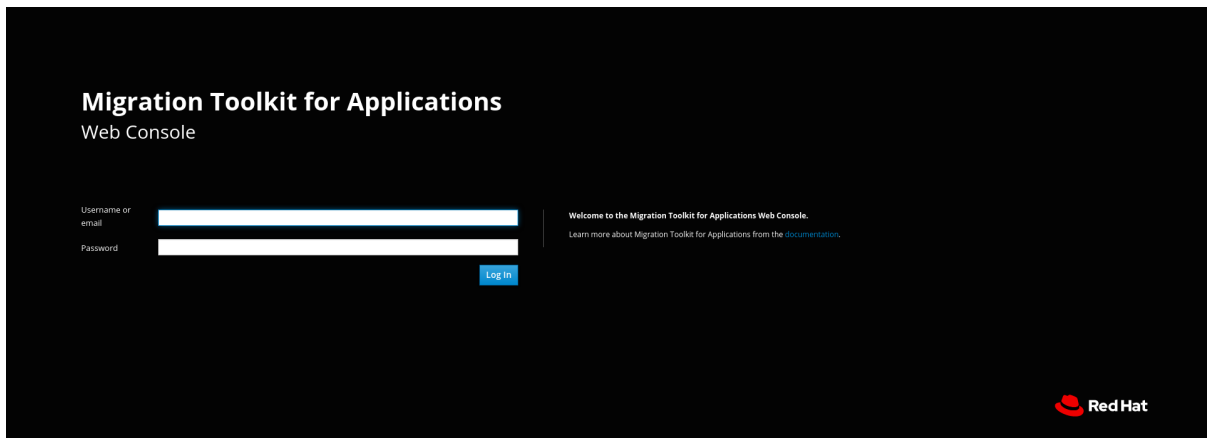 Migration Toolkit for Applications
Web Console
Username or
email
Password
Log In
Welcome to the Migration Toolkit for Applications Web Console.
Learn more about Migration Toolkit for Applications from the documentation.
Red Hat